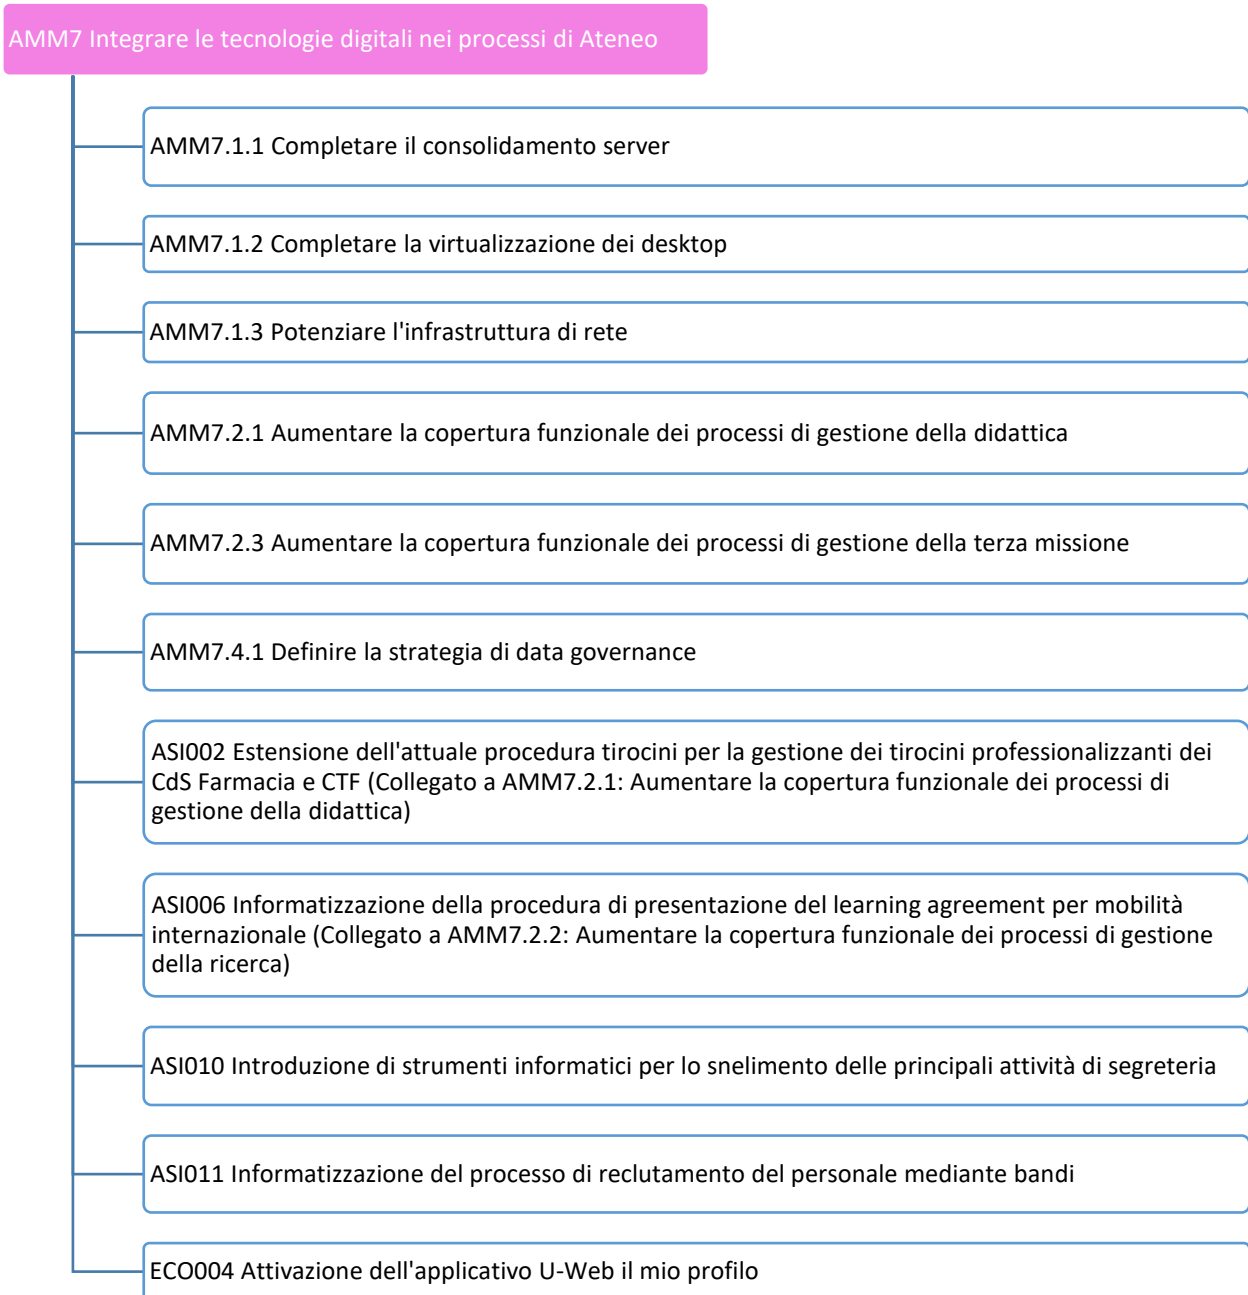 AMM7 Integrare le tecnologie digitali nei processi di Ateneo
AMM7.1.1 Completare il consolidamento server
AMM7.1.2 Completare la virtualizzazione dei desktop
AMM7.1.3 Potenziare l'infrastruttura di rete
AMM7.2.1 Aumentare la copertura funzionale dei processi di gestione della didattica
AMM7.2.3 Aumentare la copertura funzionale dei processi di gestione della terza missione
AMM7.4.1 Definire la strategia di data governance
ASI002 Estensione dell'attuale procedura tirocini per la gestione dei tirocini professionalizzanti dei
CdS Farmacia e CTF (Collegato a AMM7.2.1: Aumentare la copertura funzionale dei processi di
gestione della didattica)
ASI006 Informatizzazione della procedura di presentazione del learning agreement per mobilità
internazionale (Collegato a AMM7.2.2: Aumentare la copertura funzionale dei processi di gestione
della ricerca)
ASI010 Introduzione di strumenti informatici per lo snelimento delle principali attività di segreteria
ASI011 Informatizzazione del processo di reclutamento del personale mediante bandi
ECO004 Attivazione dell'applicativo U-Web il mio profilo